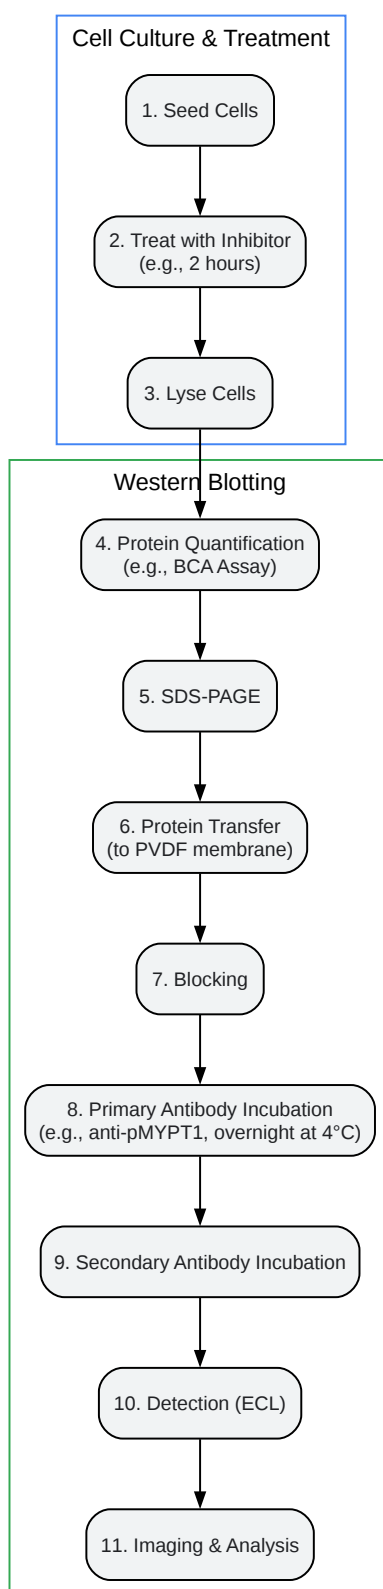 Cell Culture & Treatment
1. Seed Cells
2. Treat with Inhibitor
(e.g., 2 hours)
3. Lyse Cells
Western Blotting
4. Protein Quantification
(e.g., BCA Assay)
5. SDS-PAGE
6. Protein Transfer
(to PVDF membrane)
7. Blocking
8. Primary Antibody Incubation
(e.g., anti-pMYPT1, overnight at 4°C)
9. Secondary Antibody Incubation
10. Detection (ECL)
11. Imaging & Analysis